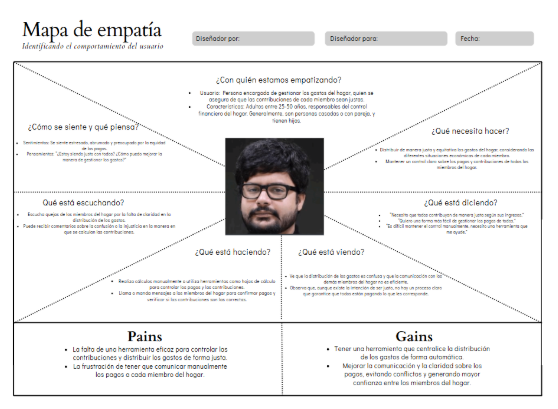 Mapa de empatía
Identificando el comportamiento del usuario
Diseñador por:
Diseñador para:
Fecha:
¿Con quién estamos empatizando?
Usuario: Persona encargada de gestionar los gastos del hogar, quien se
asegura de que las contribuciones de cada miembro sean justas.
Características: Adultos entre 25-50 años, responsables del control
financiero del hogar. Generalmente, son personas casadas o con pareja, y
tienen hijos.
¿Cómo se siente y qué piensa?
Sentimientos: Se siente estresado, abrumado y preocupado por la equidad
de los pagos.
Pensamientos: "¿Estoy siendo justo con todos? ¿Cómo puedo mejorar la
manera de gestionar los gastos?"
¿Qué necesita hacer?
Distribuir de manera justa y equitativa los gastos del hogar, considerando las
diferentes situaciones económicas de cada miembro.
Mantener un control claro sobre los pagos y contribuciones de todos los
miembros del hogar.
Qué está escuchando?
Escucha quejas de los miembros del hogar por la falta de claridad en la
distribución de los gastos.
Puede recibir comentarios sobre la confusión o la injusticia en la manera en
que se calculan las contribuciones.
¿Qué está diciendo?
"Necesito que todos contribuyan de manera justa según sus ingresos."
"Quisiera una forma más fácil de gestionar los pagos de todos."
"Es difícil mantener el control manualmente, necesito una herramienta que
me ayude."
¿Qué está haciendo?
Realiza cálculos manualmente o utiliza herramientas como hojas de cálculo
para controlar los pagos y las contribuciones.
Llama o manda mensajes a los miembros del hogar para confirmar pagos y
verificar si las contribuciones son las correctas.
¿Qué está viendo?
Ve que la distribución de los gastos es confusa y que la comunicación con los
demás miembros del hogar no es eficiente.
Observa que, aunque existe la intención de ser justo, no hay un proceso claro
que garantice que todos estén pagando lo que les corresponde.
Pains
La falta de una herramienta eficaz para controlar las
contribuciones y distribuir los gastos de forma justa.
La frustración de tener que comunicar manualmente
los pagos a cada miembro del hogar.
Gains
Tener una herramienta que centralice la distribución
de los gastos de forma automática.
Mejorar la comunicación y la claridad sobre los
pagos, evitando conflictos y generando mayor
confianza entre los miembros del hogar.